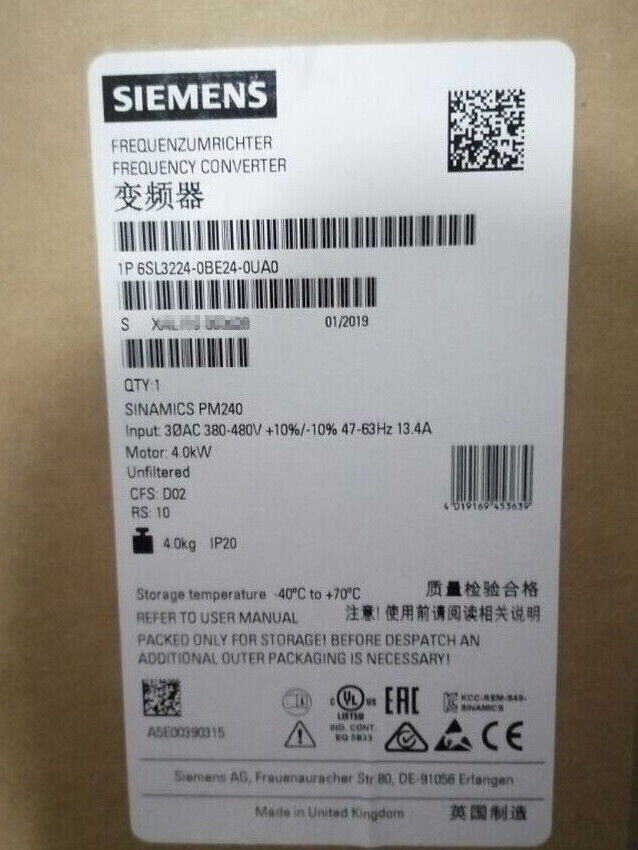 SIEMENS
FREQUENZUMRICHTER
FREQUENCY CONVERTER
变频器
1P 6SL3224-0BE24-0UA0
S 01/2019
QTY 1
SINAMICS PM240
Input: 3ØAC 380-480V +10%/-10% 47-63Hz 13.4A
Motor: 4.0kW
Unfiltered
CFS: D02
RS: 10
4 019169 453639
4.0kg IP20
Storage temperature -40°C to +70°C
质量检验合格
REFER TO USER MANUAL
注意! 使用前请阅读相关说明
PACKED ONLY FOR STORAGE! BEFORE DESPATCH AN
ADDITIONAL OUTER PACKAGING IS NECESSARY!
A5E00390315
C UL US
LISTED
IND. CONT.
EQ 5B33
EAC
KCC-REM-S49-
SINAMICS
CE
Siemens AG, Frauenauracher Str 80, DE-91056 Erlangen
Made in United Kingdom 英国制造